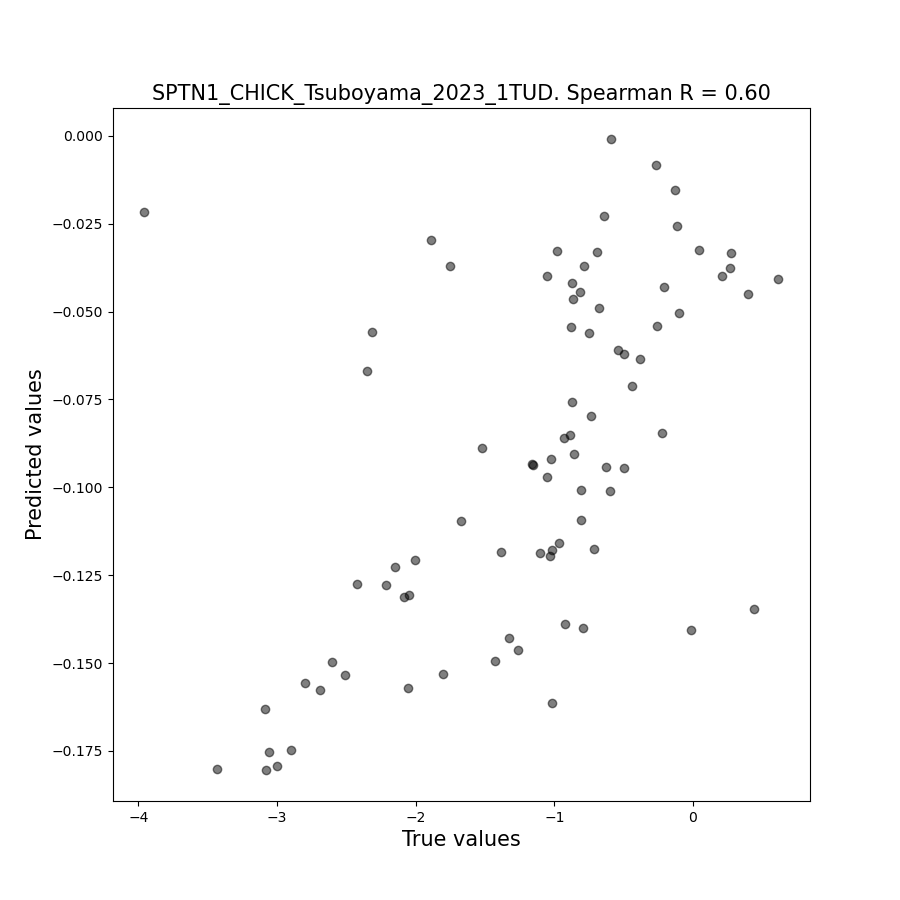 SPTN1_CHICK_Tsuboyama_2023_1TUD. Spearman R = 0.60
0.000
−0.025
−0.050
−0.075
−0.100
−0.125
−0.150
−0.175
Predicted values
−4 −3 −2 −1 0
True values